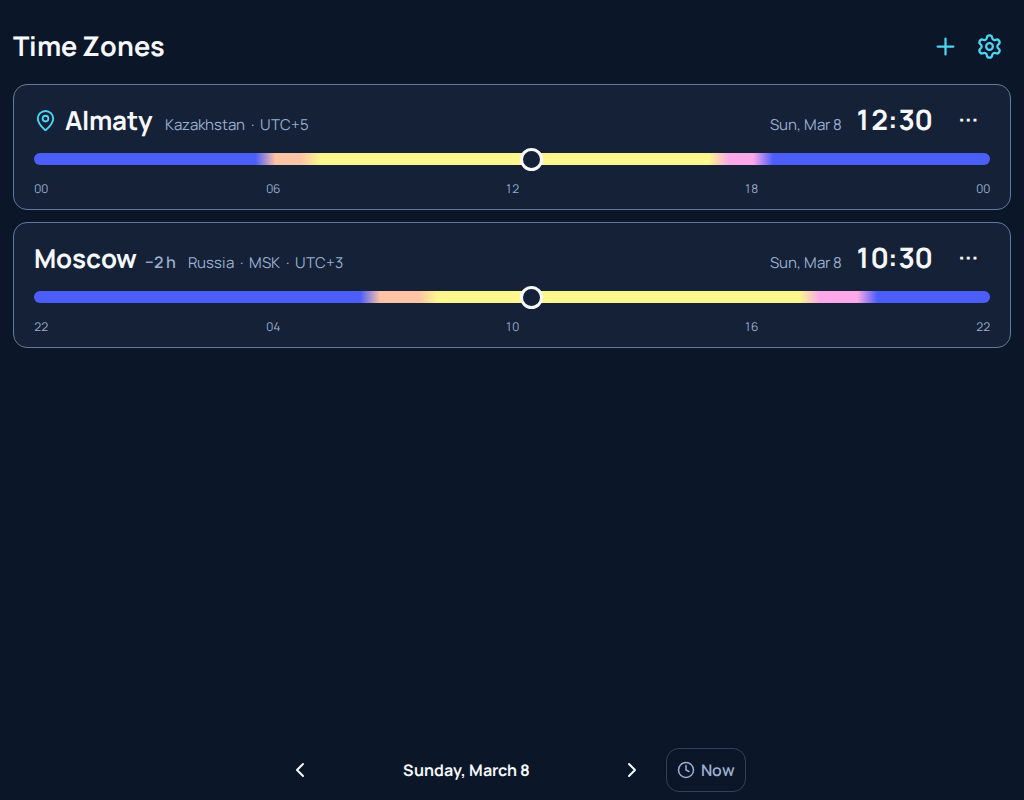 Time Zones
Almaty Kazakhstan · UTC+5 Sun, Mar 8 12:30
00 06 12 18 00
Moscow −2 h Russia · MSK · UTC+3 Sun, Mar 8 10:30
22 04 10 16 22
Sunday, March 8 Now